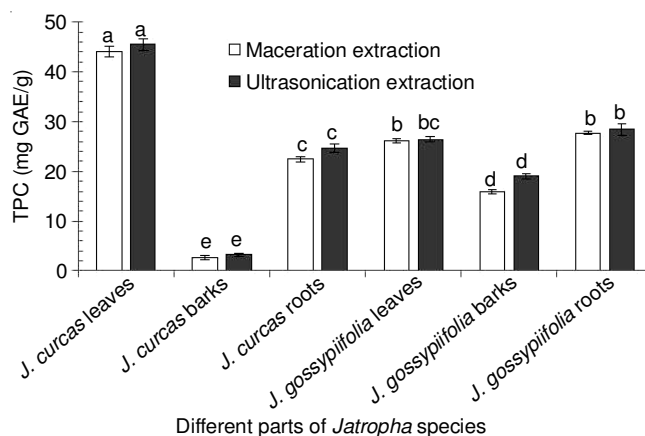 50
40
30
20
10
0
TPC (mg GAE/g)
Maceration extraction
Ultrasonication extraction
a a
e e
c c
b bc
d d
b b
J. curcas leaves
J. curcas barks
J. curcas roots
J. gossypiifolia leaves
J. gossypiifolia barks
J. gossypiifolia roots
Different parts of Jatropha species